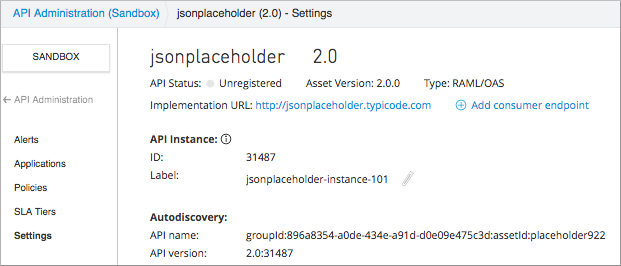 API Administration (Sandbox) jsonplaceholder (2.0) - Settings
SANDBOX
← API Administration
Alerts
Applications
Policies
SLA Tiers
Settings
jsonplaceholder 2.0
API Status: Unregistered Asset Version: 2.0.0 Type: RAML/OAS
Implementation URL: http://jsonplaceholder.typicode.com Add consumer endpoint
API Instance:
ID: 31487
Label: jsonplaceholder-instance-101
Autodiscovery:
API name: groupId:896a8354-a0de-434e-a91d-d0e09e475c3d:assetId:placeholder922
API version: 2.0:31487